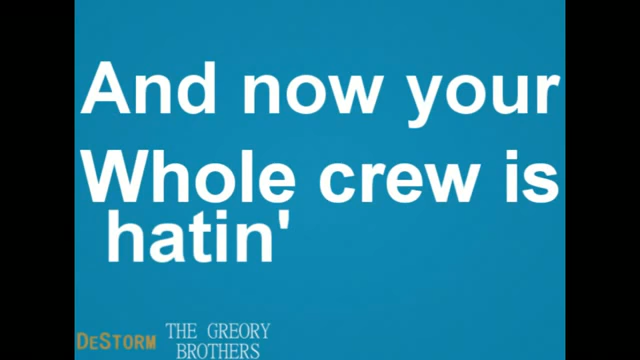 And now your
Whole crew is
hatin'
DeStorm
THE GREORY
BROTHERS